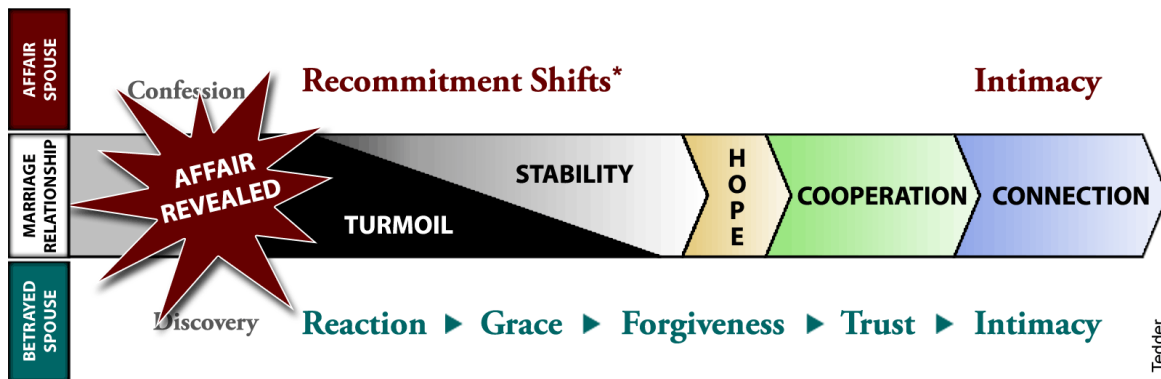 AFFAIR
SPOUSE
Confession
Recommitment Shifts*
Intimacy
MARRIAGE
RELATIONSHIP
AFFAIR
REVEALED
TURMOIL
STABILITY
HOPE
COOPERATION
CONNECTION
BETRAYED
SPOUSE
Discovery
Reaction ▶ Grace ▶ Forgiveness ▶ Trust ▶ Intimacy
Tedder